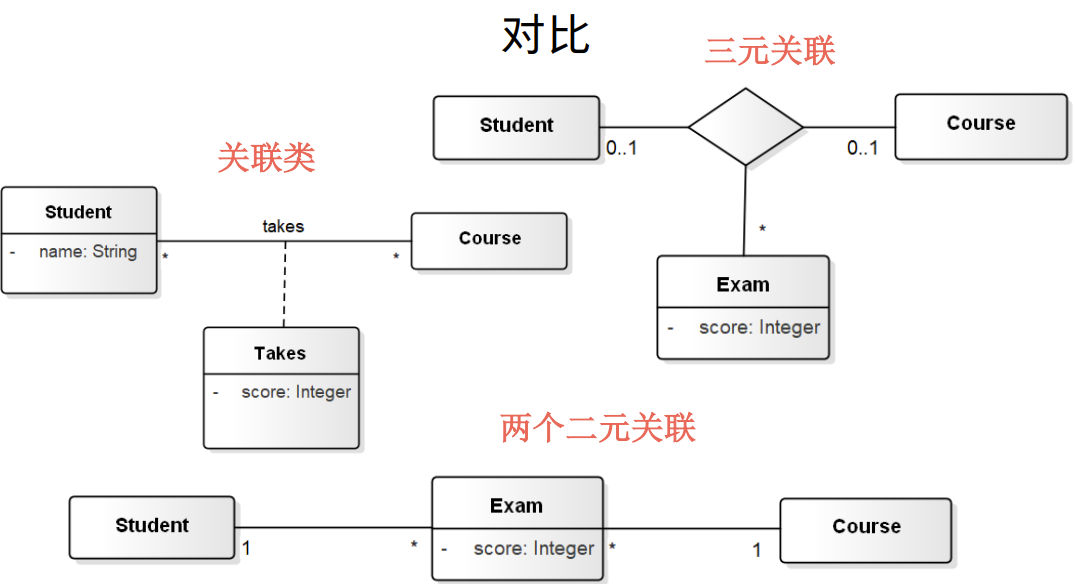 对比
三元关联
Student
0..1
0..1
Course
*
Exam
- score: Integer
关联类
Student
- name: String
*
takes
*
Course
Takes
- score: Integer
两个二元关联
Student
1
*
Exam
- score: Integer
*
1
Course